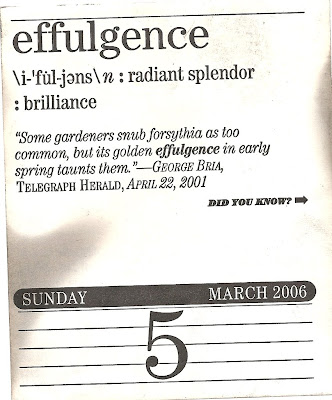 effulgence
\i-'fu̇l-jəns\ n : radiant splendor
: brilliance
“Some gardeners snub forsythia as too
common, but its golden effulgence in early
spring taunts them.”—GEORGE BRIA,
TELEGRAPH HERALD, APRIL 22, 2001
DID YOU KNOW?
SUNDAY MARCH 2006
5